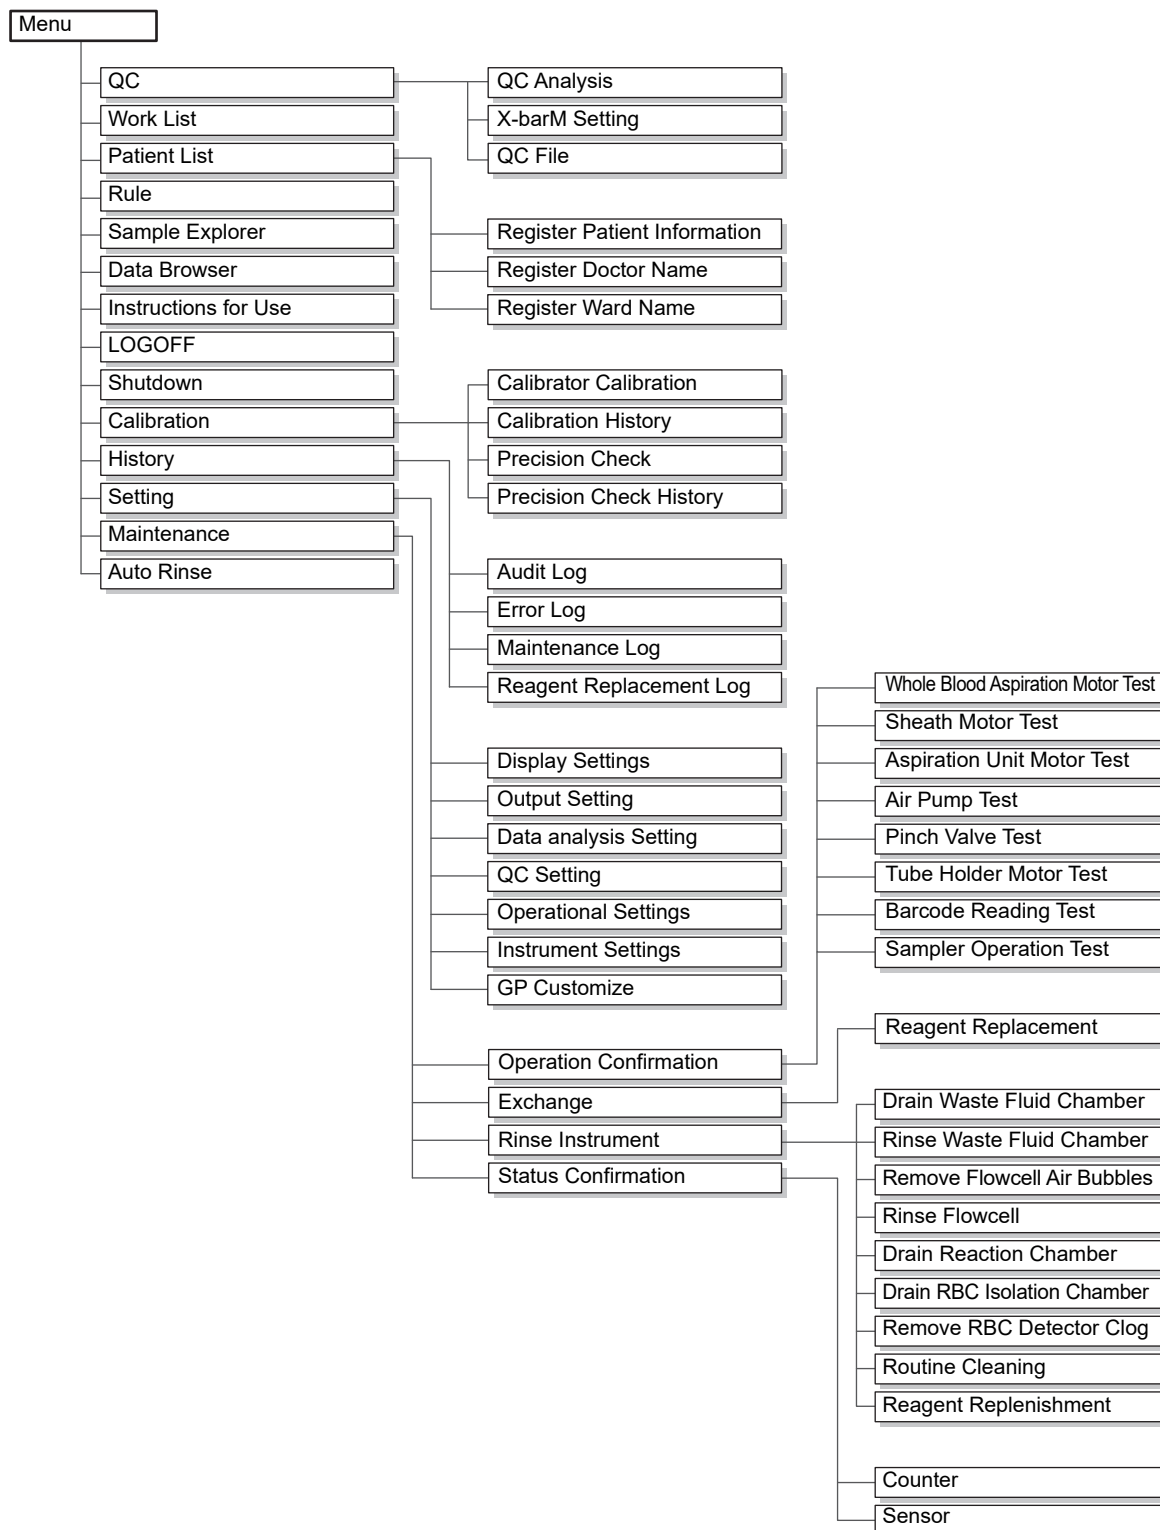 Menu
QC
Work List
Patient List
Rule
Sample Explorer
Data Browser
Instructions for Use
LOGOFF
Shutdown
Calibration
History
Setting
Maintenance
Auto Rinse
QC Analysis
X-barM Setting
QC File
Register Patient Information
Register Doctor Name
Register Ward Name
Calibrator Calibration
Calibration History
Precision Check
Precision Check History
Audit Log
Error Log
Maintenance Log
Reagent Replacement Log
Display Settings
Output Setting
Data analysis Setting
QC Setting
Operational Settings
Instrument Settings
GP Customize
Operation Confirmation
Exchange
Rinse Instrument
Status Confirmation
Whole Blood Aspiration Motor Test
Sheath Motor Test
Aspiration Unit Motor Test
Air Pump Test
Pinch Valve Test
Tube Holder Motor Test
Barcode Reading Test
Sampler Operation Test
Reagent Replacement
Drain Waste Fluid Chamber
Rinse Waste Fluid Chamber
Remove Flowcell Air Bubbles
Rinse Flowcell
Drain Reaction Chamber
Drain RBC Isolation Chamber
Remove RBC Detector Clog
Routine Cleaning
Reagent Replenishment
Counter
Sensor